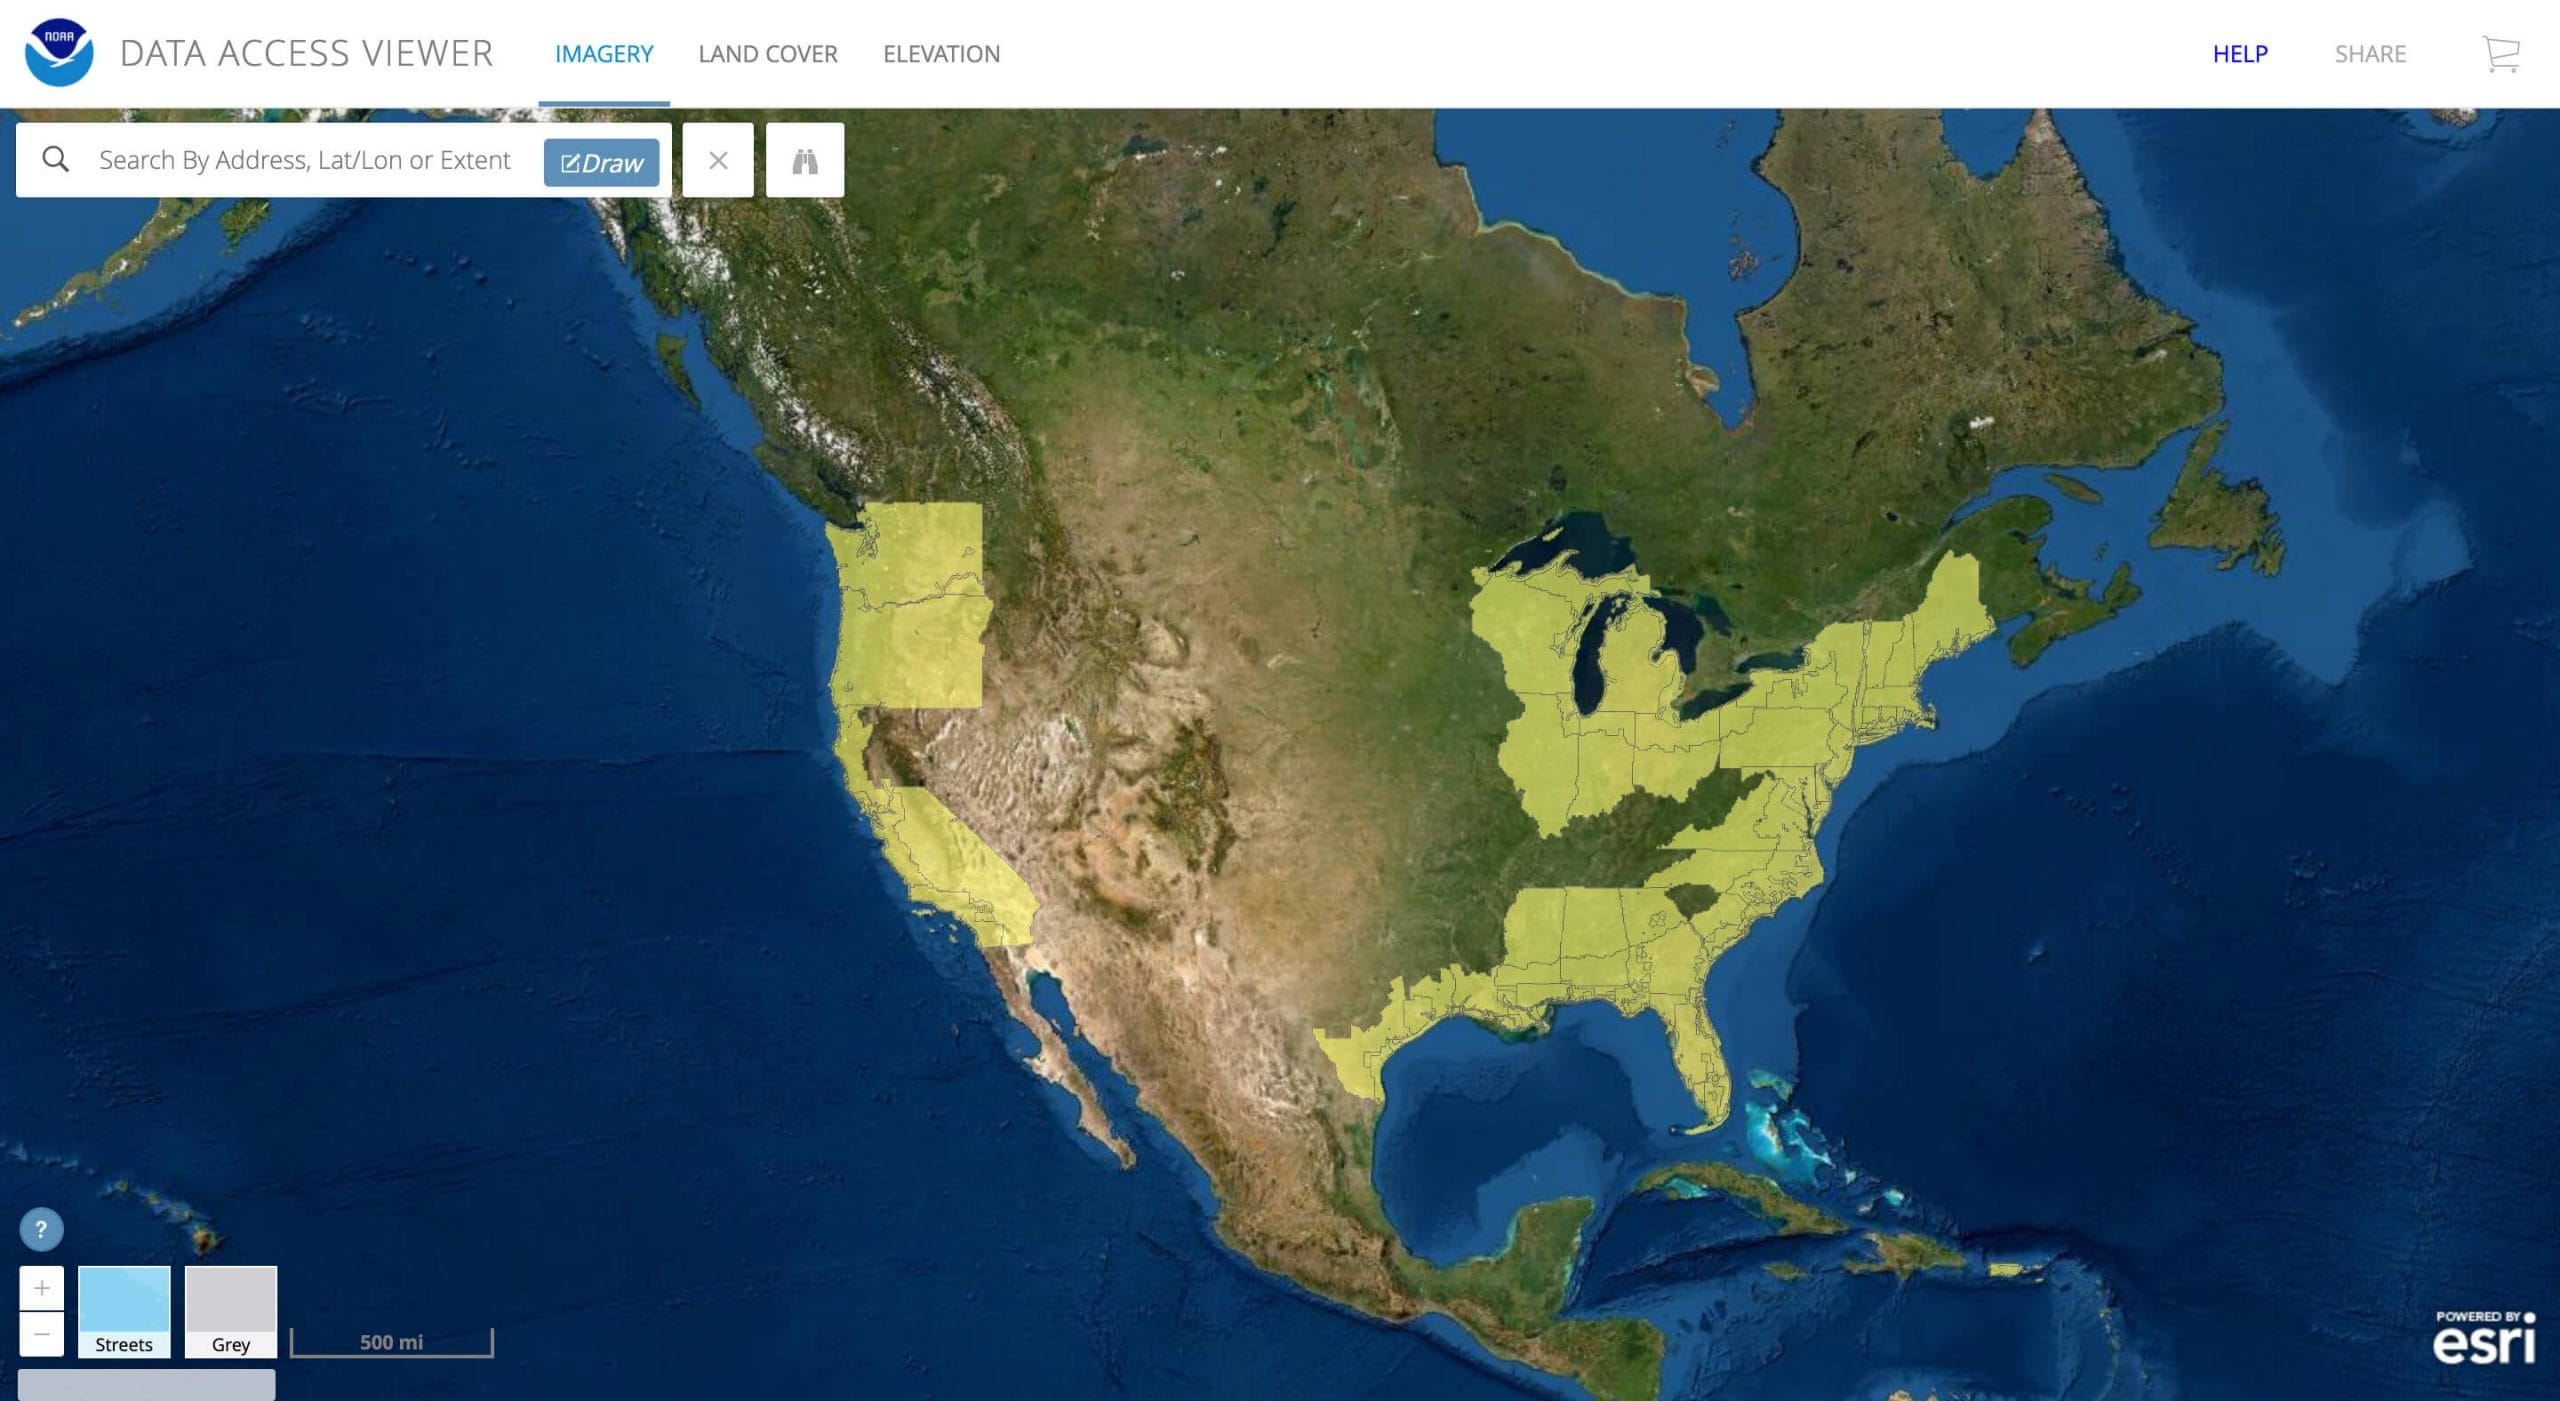 NOAA
DATA ACCESS VIEWER
IMAGERY
LAND COVER
ELEVATION
HELP
SHARE
Search By Address, Lat/Lon or Extent
Draw
?
+
−
Streets
Grey
500 mi
POWERED BY
esri